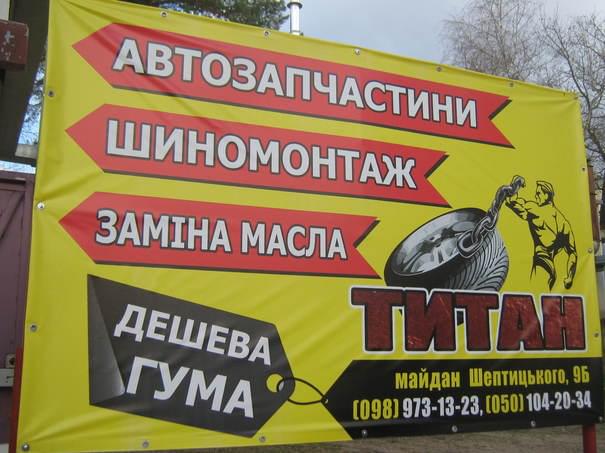 АВТОЗАПЧАСТИНИ
ШИНОМОНТАЖ
ЗАМІНА МАСЛА
ДЕШЕВА
ГУМА
ТИТАН
майдан Шептицького, 9Б
(098) 973-13-23, (050) 104-20-34